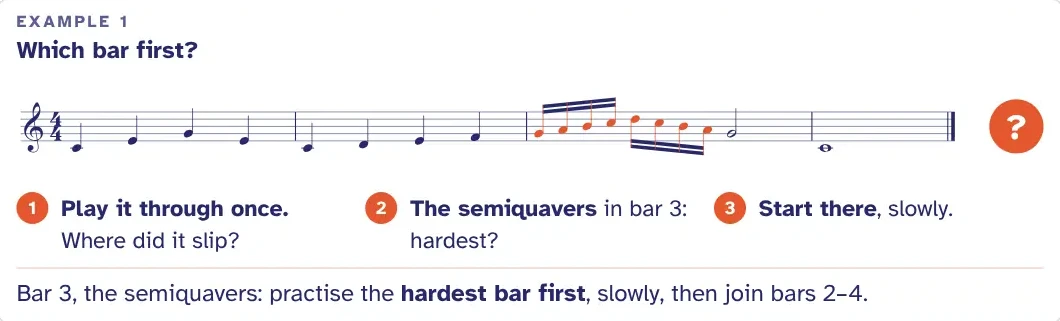 EXAMPLE 1
Which bar first?
4
4
?
1 Play it through once.
Where did it slip?
2 The semiquavers in bar 3:
hardest?
3 Start there, slowly.
Bar 3, the semiquavers: practise the hardest bar first, slowly, then join bars 2–4.